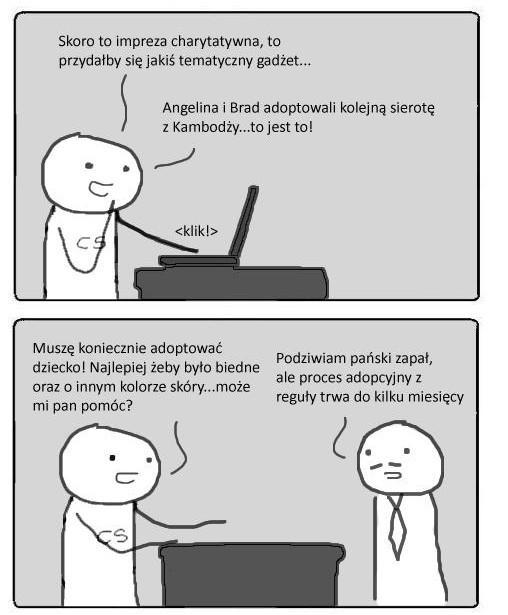 Skoro to impreza charytatywna, to
przydałby się jakiś tematyczny gadżet...
Angelina i Brad adoptowali kolejną sierotę
z Kambodży...to jest to!
<klik!>
CS
Muszę koniecznie adoptować
dziecko! Najlepiej żeby było biedne
oraz o innym kolorze skóry...może
mi pan pomóc?
Podziwiam pański zapał,
ale proces adopcyjny z
reguły trwa do kilku miesięcy
CS